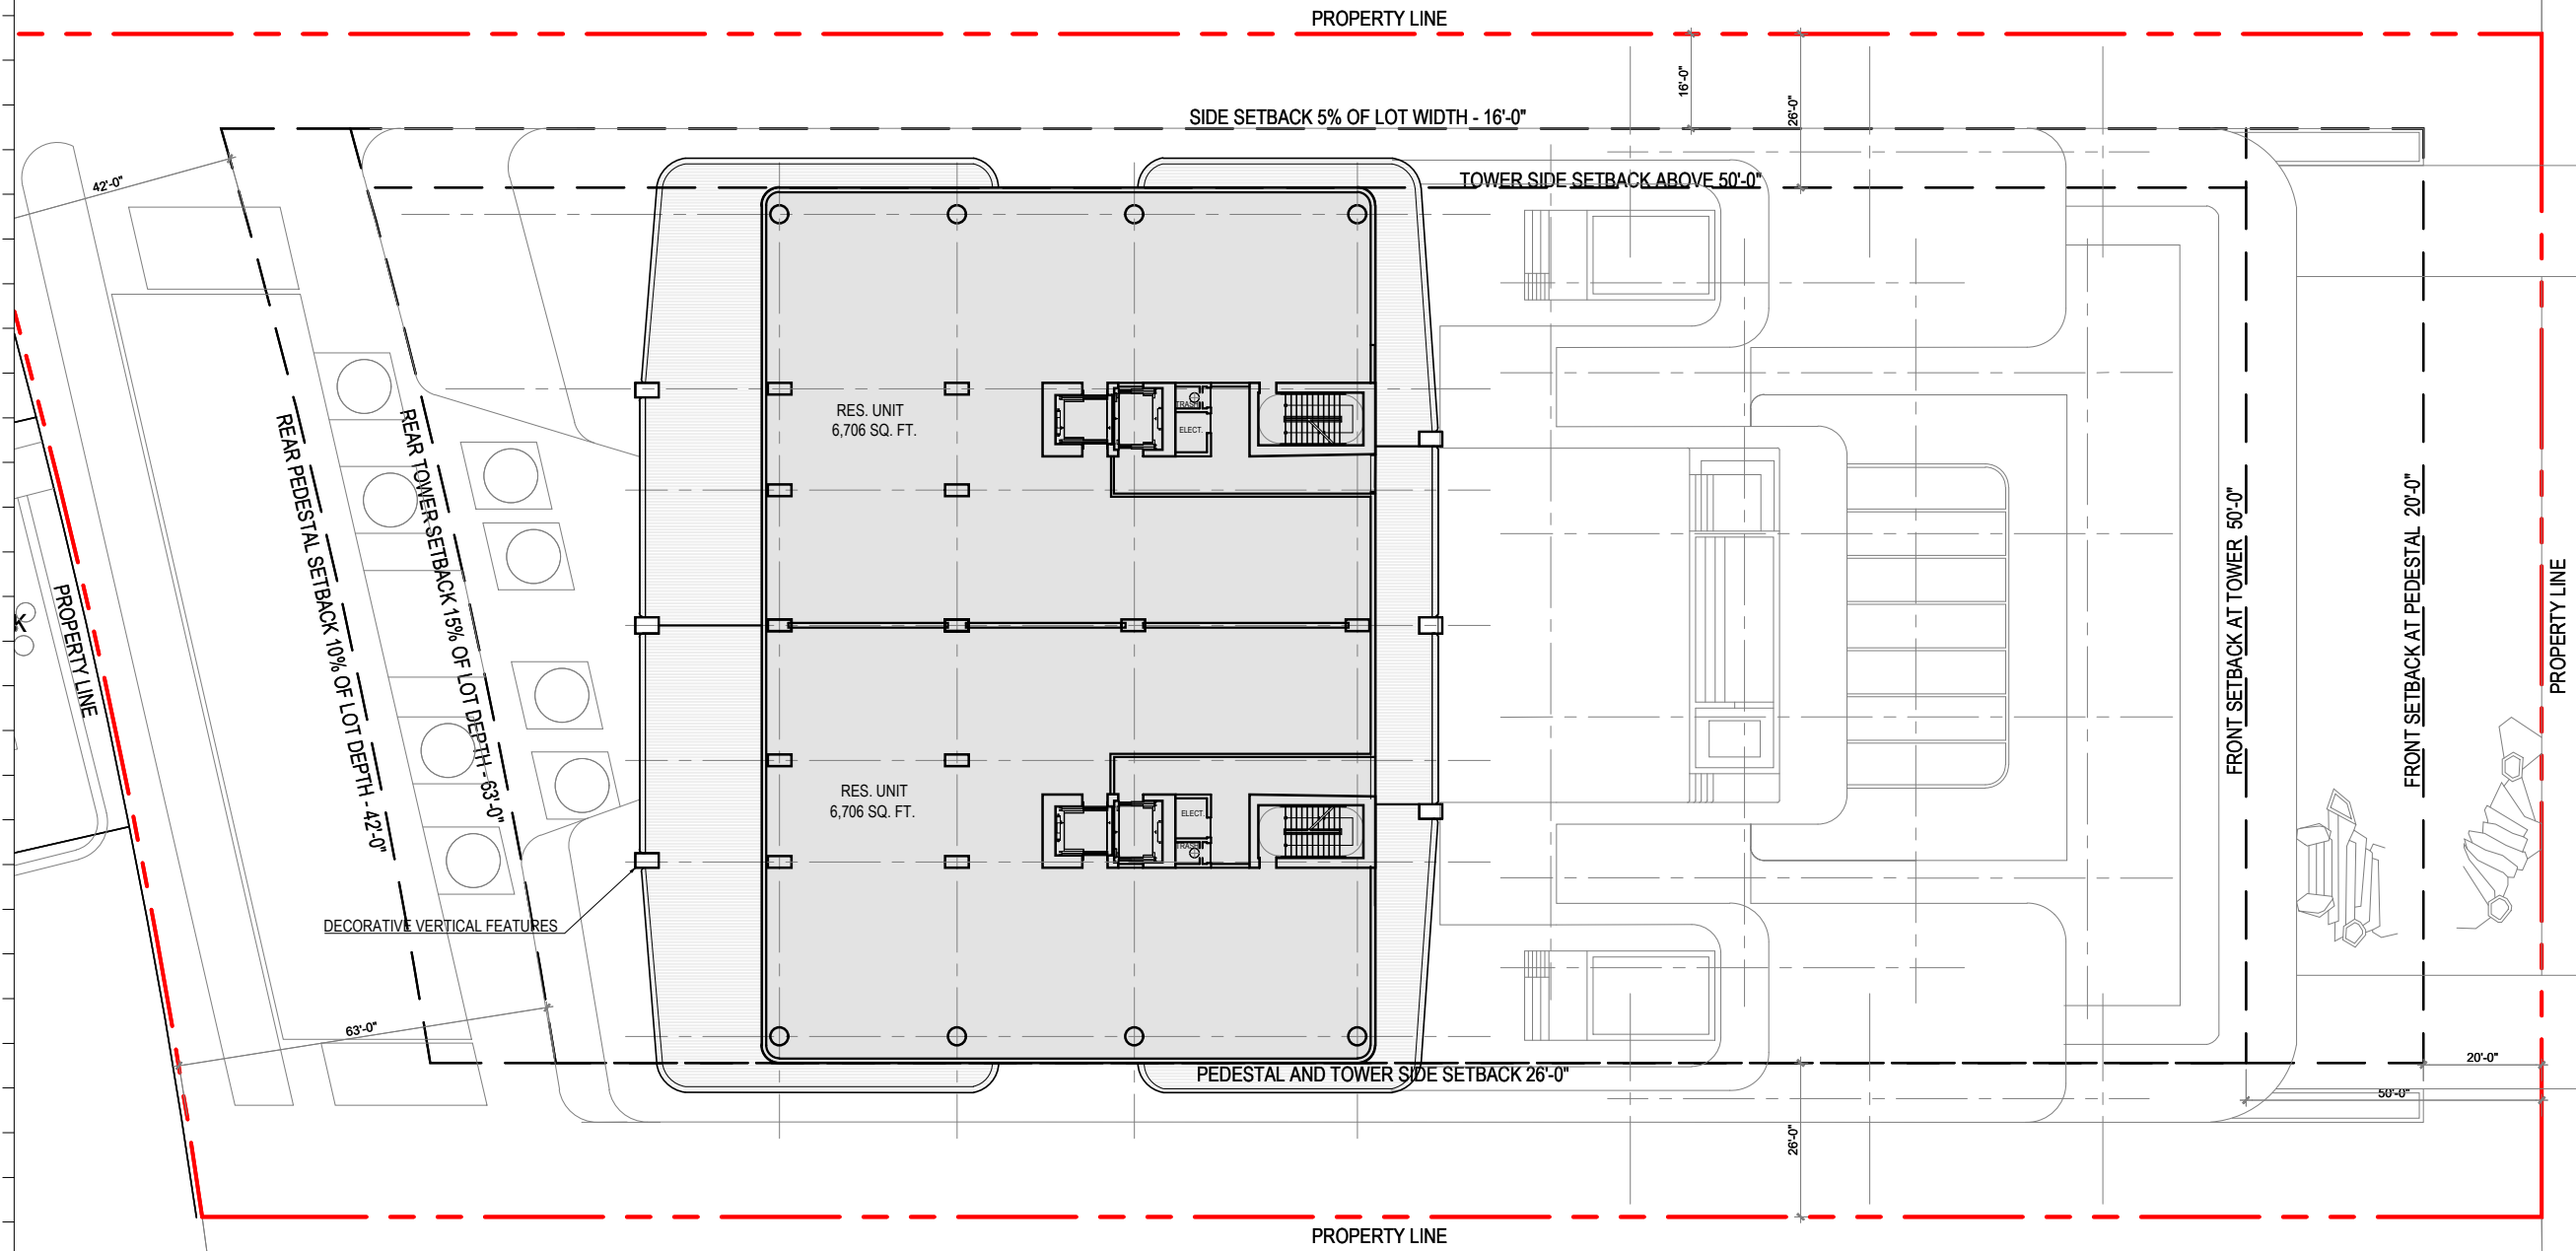 PROPERTY LINE
16'-0"
26'-0"
SIDE SETBACK 5% OF LOT WIDTH - 16'-0"
TOWER SIDE SETBACK ABOVE 50'-0"
42'-0"
RES. UNIT
6,706 SQ. FT.
TRASH
ELECT.
REAR PEDESTAL SETBACK 10% OF LOT DEPTH - 42'-0"
REAR TOWER SETBACK 15% OF LOT DEPTH - 63'-0"
PROPERTY LINE
K
FRONT SETBACK AT TOWER 50'-0"
FRONT SETBACK AT PEDESTAL 20'-0"
PROPERTY LINE
RES. UNIT
6,706 SQ. FT.
ELECT.
TRASH
DECORATIVE VERTICAL FEATURES
63'-0"
PEDESTAL AND TOWER SIDE SETBACK 26'-0"
20'-0"
50'-0"
26'-0"
PROPERTY LINE